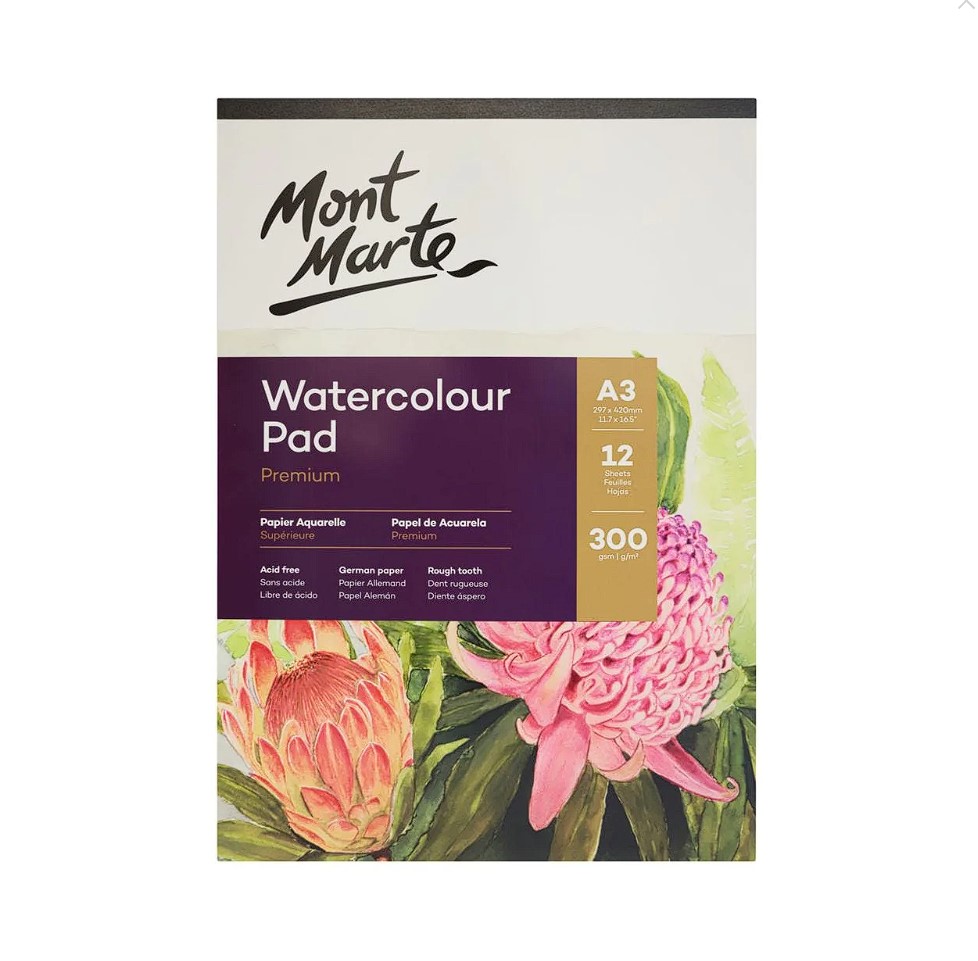 Mont
Marte
Watercolour
Pad
Premium
Papier Aquarelle
Supérieure
Papel de Acuarela
Premium
Acid free
Sans acide
Libre de ácido
German paper
Papier Allemand
Papel Alemán
Rough tooth
Dent rugueuse
Diente áspero
A3
297 x 420mm
11.7 x 16.5"
12
Sheets
Feuilles
Hojas
300
gsm | g/m²